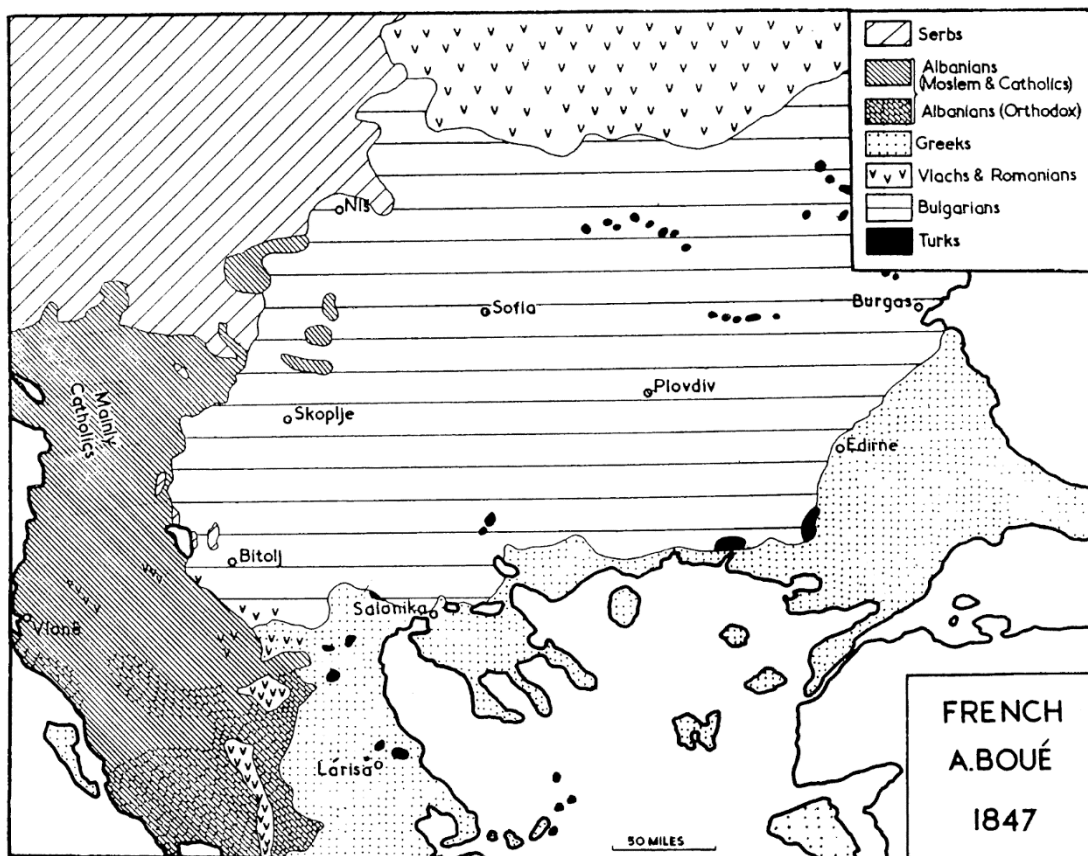 Serbs
Albanians
(Moslem & Catholics)
Albanians (Orthodox)
Greeks
Vlachs & Romanians
Bulgarians
Turks
Niš
Sofia
Burgas
Mainly
Catholics
Skoplje
Plovdiv
Edirne
Bitolj
Salonika
Vlonë
Lárisa
50 MILES
FRENCH
A.BOUÉ
1847